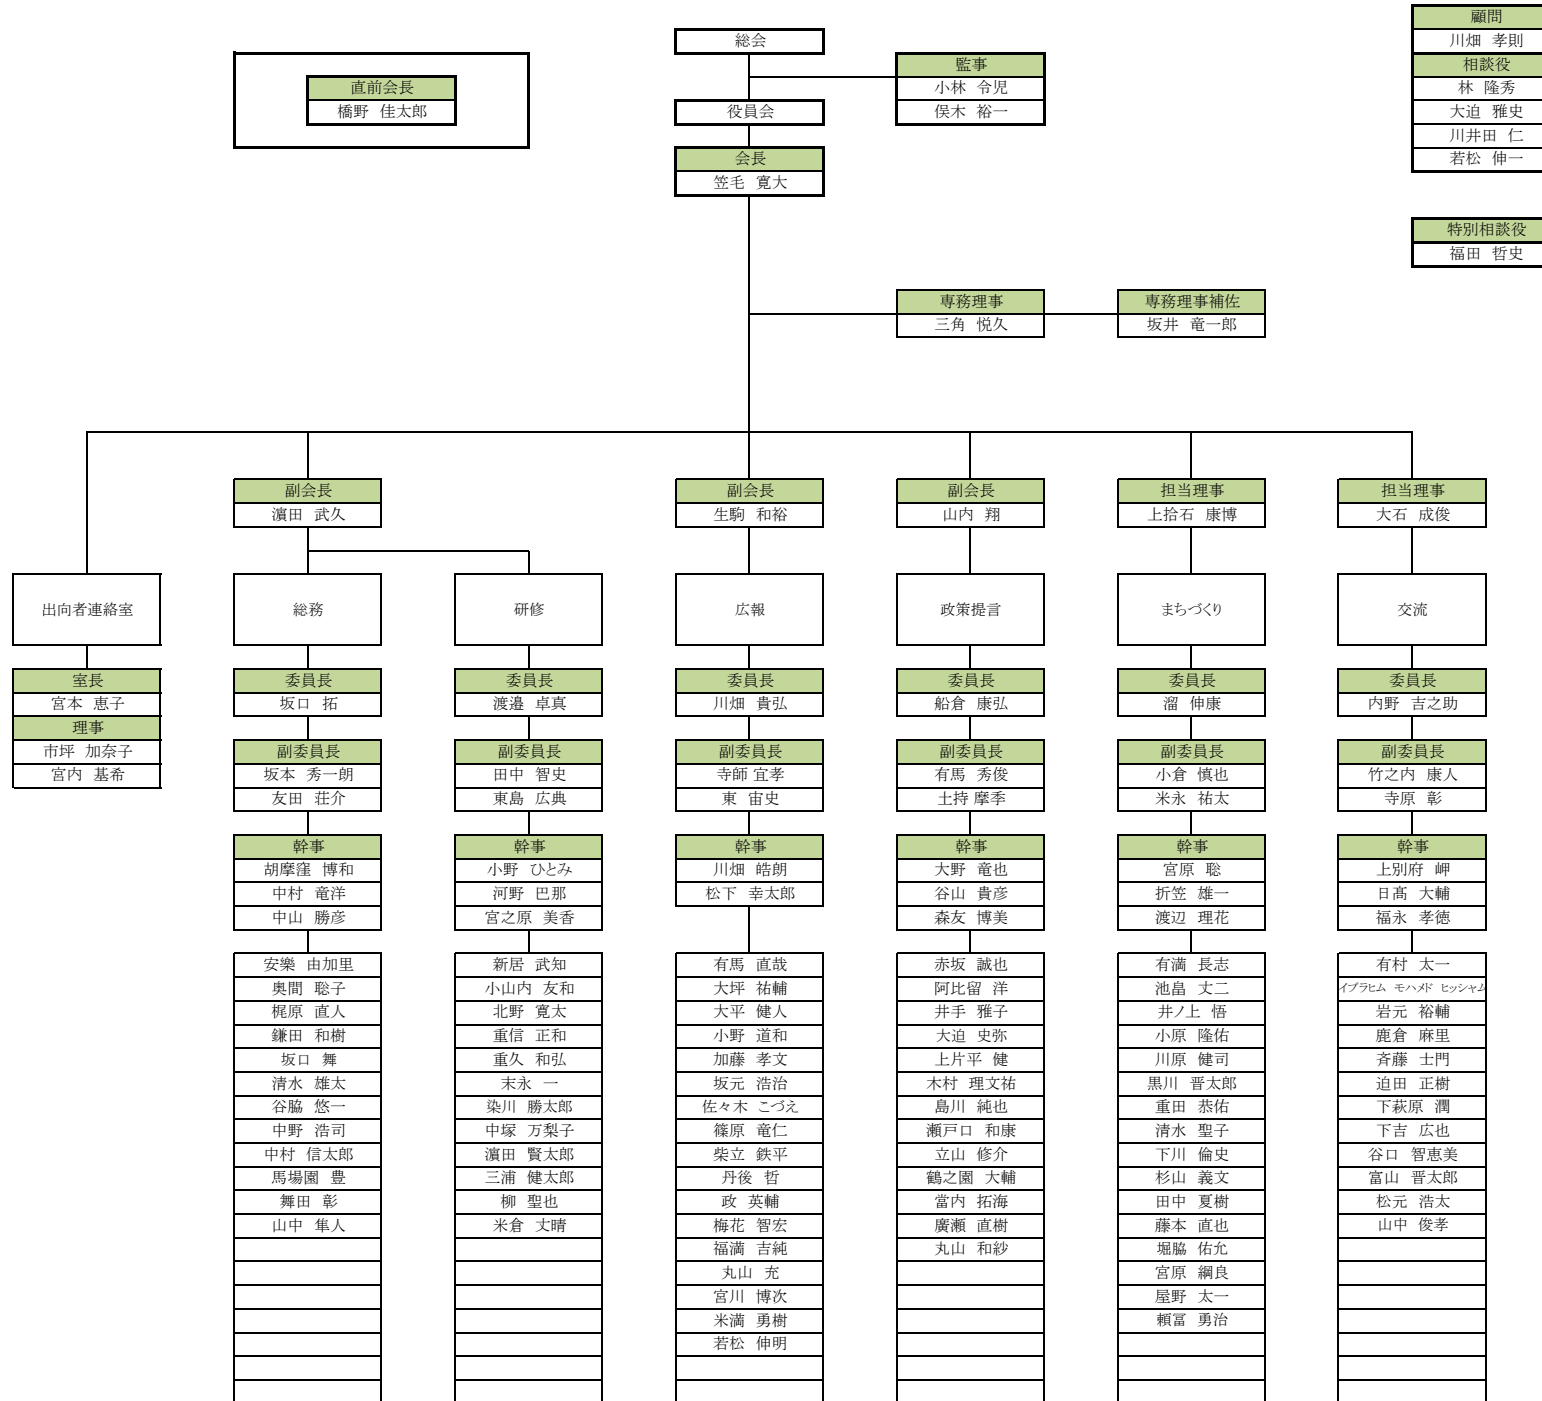 総会
直前会長
橋野 佳太郎
監事
小林 令児
俣木 裕一
役員会
会長
笠毛 寛大
顧問
川畑 孝則
相談役
林 隆秀
大迫 雅史
川井田 仁
若松 伸一
特別相談役
福田 哲史
専務理事
三角 悦久
専務理事補佐
坂井 竜一郎
出向者連絡室
室長
宮本 恵子
理事
市坪 加奈子
宮内 基希
副会長
濵田 武久
総務
委員長
坂口 拓
副委員長
坂本 秀一朗
友田 荘介
幹事
胡摩窪 博和
中村 竜洋
中山 勝彦
安樂 由加里
奥間 聡子
梶原 直人
鎌田 和樹
坂口 舞
清水 雄太
谷脇 悠一
中野 浩司
中村 信太郎
馬場園 豊
舞田 彰
山中 隼人
研修
委員長
渡邉 卓真
副委員長
田中 智史
東島 広典
幹事
小野 ひとみ
河野 巴那
宮之原 美香
新居 武知
小山内 友和
北野 寛太
重信 正和
重久 和弘
末永 一
染川 勝太郎
中塚 万梨子
濵田 賢太郎
三浦 健太郎
柳 聖也
米倉 丈晴
副会長
生駒 和裕
広報
委員長
川畑 貴弘
副委員長
寺師 宜孝
東 宙史
幹事
川畑 皓朗
松下 幸太郎
有馬 直哉
大坪 祐輔
大平 健人
小野 道和
加藤 孝文
坂元 浩治
佐々木 こづえ
篠原 竜仁
柴立 鉄平
丹後 哲
政 英輔
梅花 智宏
福満 吉純
丸山 充
宮川 博次
米満 勇樹
若松 伸明
副会長
山内 翔
政策提言
委員長
船倉 康弘
副委員長
有馬 秀俊
土持 摩季
幹事
大野 竜也
谷山 貴彦
森友 博美
赤坂 誠也
阿比留 洋
井手 雅子
大迫 史弥
上片平 健
木村 理文祐
島川 純也
瀬戸口 和康
立山 修介
鶴之園 大輔
當内 拓海
廣瀬 直樹
丸山 和紗
担当理事
上拾石 康博
まちづくり
委員長
溜 伸康
副委員長
小倉 慎也
米永 祐太
幹事
宮原 聡
折笠 雄一
渡辺 理花
有満 長志
池畠 丈二
井ノ上 悟
小原 隆佑
川原 健司
黒川 晋太郎
重田 恭佑
清水 聖子
下川 倫史
杉山 義文
田中 夏樹
藤本 直也
堀脇 佑允
宮原 綱良
屋野 太一
頼冨 勇治
担当理事
大石 成俊
交流
委員長
内野 吉之助
副委員長
竹之内 康人
寺原 彰
幹事
上別府 岬
日髙 大輔
福永 孝徳
有村 太一
イブラヒム モハメド ヒッシャム
岩元 裕輔
鹿倉 麻里
斉藤 士門
迫田 正樹
下萩原 潤
下吉 広也
谷口 智恵美
富山 晋太郎
松元 浩太
山中 俊孝